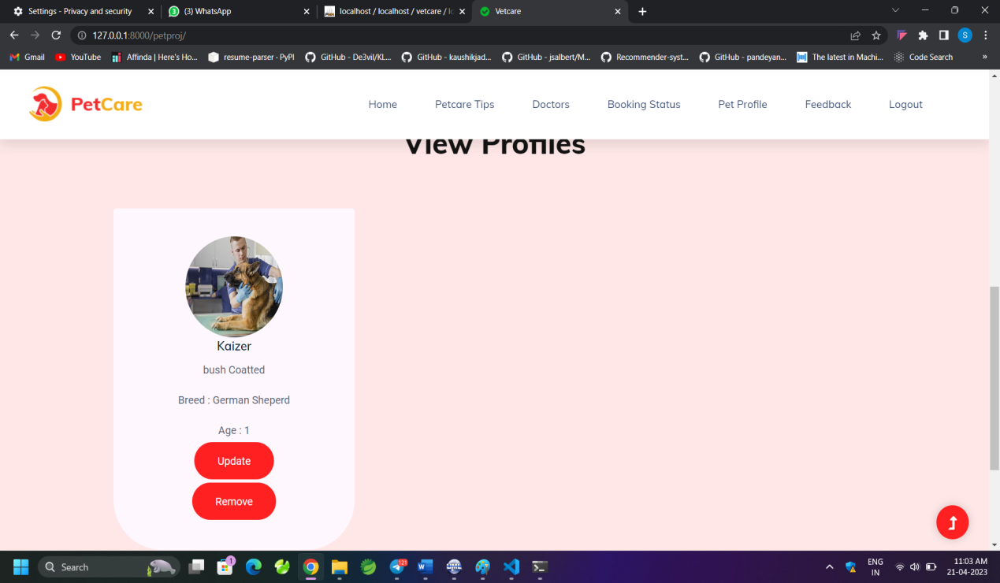 Settings - Privacy and security
(3) WhatsApp
localhost / localhost / vetcare / lo
Vetcare
127.0.0.1:8000/petproj/
S
Gmail
YouTube
Affinda | Here's Ho...
resume-parser · PyPI
GitHub - De3vil/KL...
GitHub - kaushikjad...
GitHub - jsalbert/M...
Recommender-syst...
GitHub - pandeyan...
The latest in Machi...
Code Search
»
PetCare
Home
Petcare Tips
Doctors
Booking Status
Pet Profile
Feedback
Logout
View Profiles
Kaizer
bush Coatted
Breed : German Sheperd
Age : 1
Update
Remove
Search
1
121
ENG
IN
11:03 AM
21-04-2023